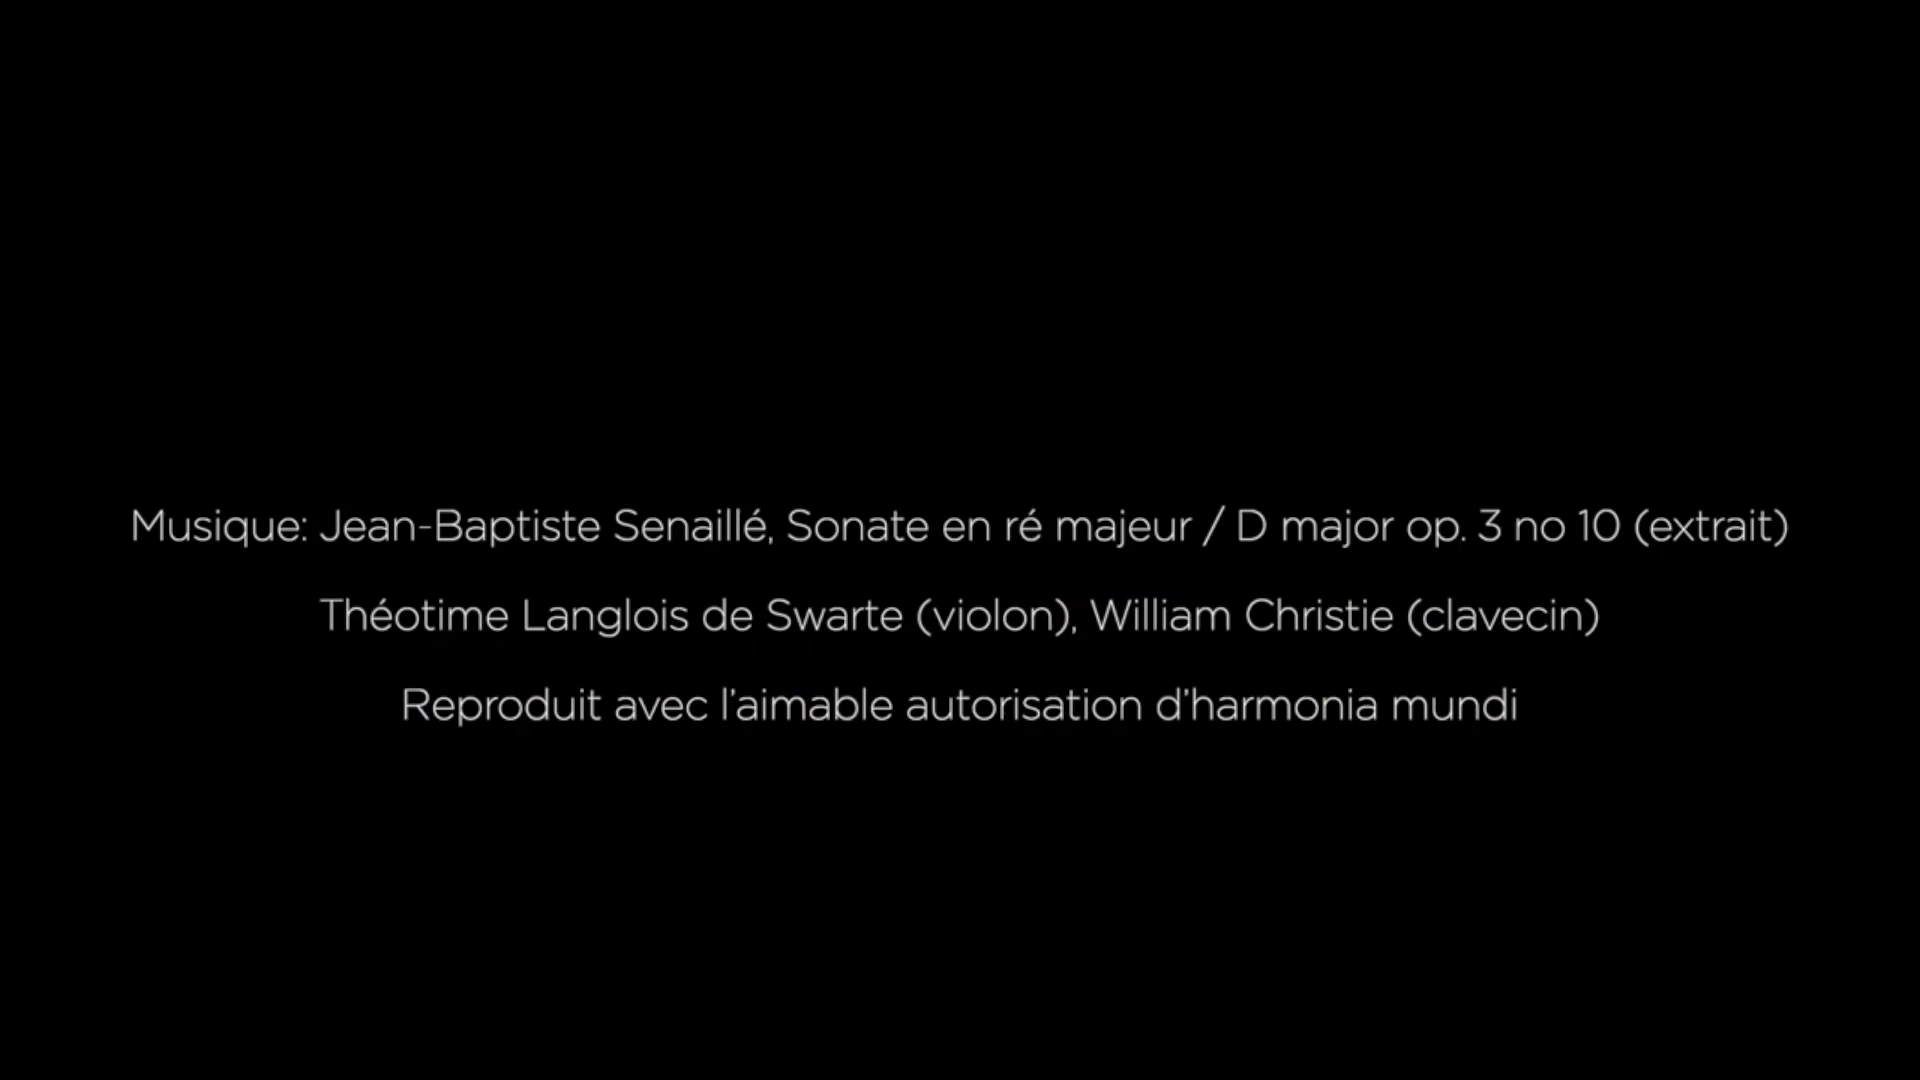 Musique: Jean-Baptiste Senaillé, Sonate en ré majeur / D major op. 3 no 10 (extrait)
Théotime Langlois de Swarte (violon), William Christie (clavecin)
Reproduit avec l’aimable autorisation d’harmonia mundi